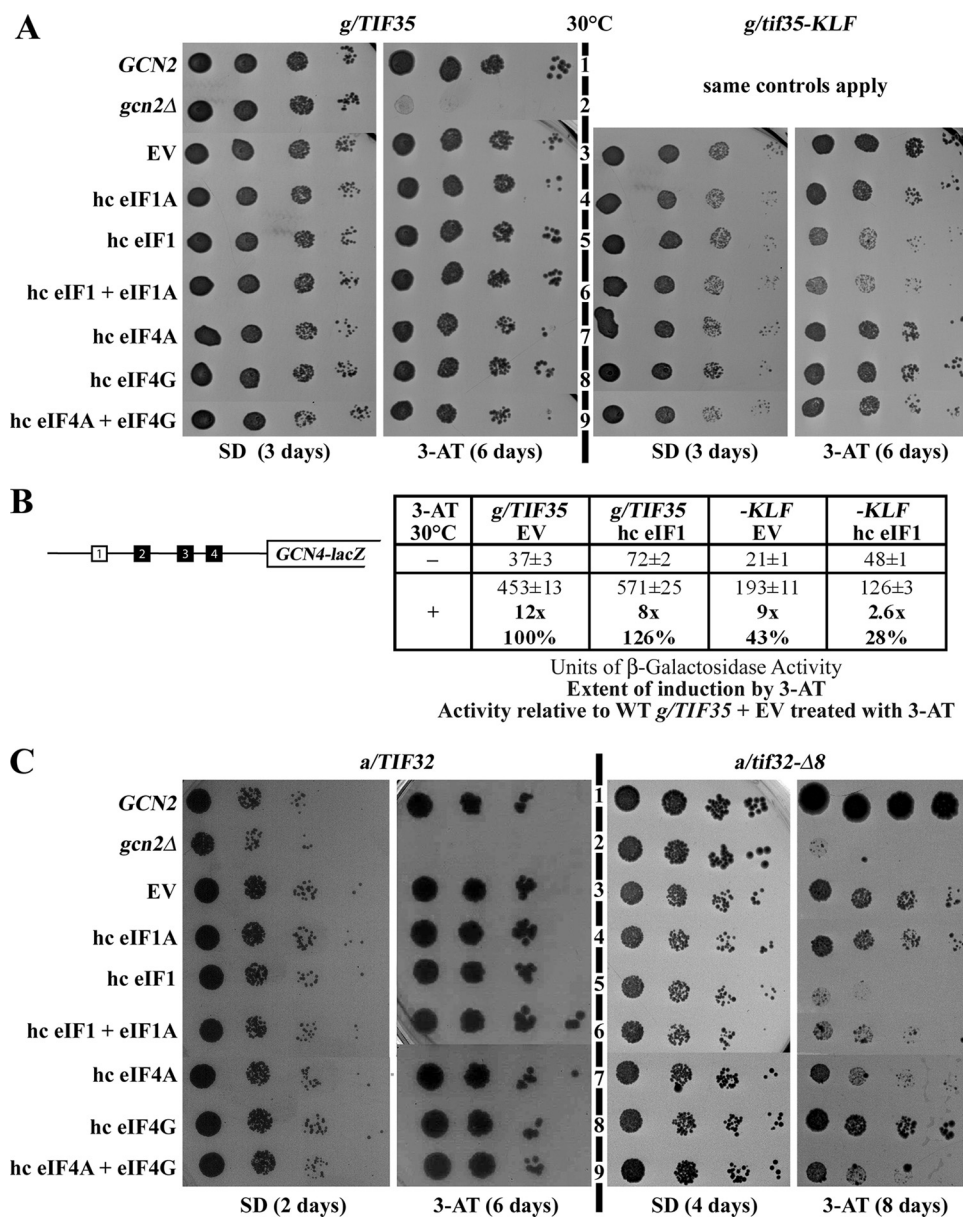 A
g/TIF35 30°C g/tif35-KLF
GCN2 1
same controls apply
gcn2Δ 2
EV 3
hc eIF1A 4
hc eIF1 5
hc eIF1 + eIF1A 6
hc eIF4A 7
hc eIF4G 8
hc eIF4A + eIF4G 9
SD (3 days) 3-AT (6 days) SD (3 days) 3-AT (6 days)
B
1 2 3 4 GCN4-lacZ
3-AT g/TIF35 g/TIF35 -KLF -KLF
30°C EV hc eIF1 EV hc eIF1
– 37±3 72±2 21±1 48±1
453±13 571±25 193±11 126±3
+ 12x 8x 9x 2.6x
100% 126% 43% 28%
Units of β-Galactosidase Activity
Extent of induction by 3-AT
Activity relative to WT g/TIF35 + EV treated with 3-AT
C
a/TIF32 a/tif32-Δ8
GCN2 1
gcn2Δ 2
EV 3
hc eIF1A 4
hc eIF1 5
hc eIF1 + eIF1A 6
hc eIF4A 7
hc eIF4G 8
hc eIF4A + eIF4G 9
SD (2 days) 3-AT (6 days) SD (4 days) 3-AT (8 days)